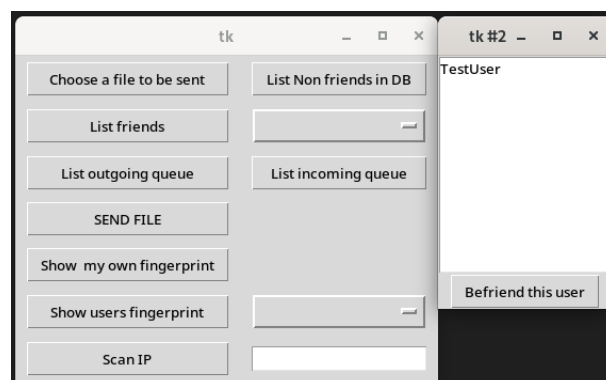 tk
Choose a file to be sent
List Non friends in DB
List friends
List outgoing queue
List incoming queue
SEND FILE
Show  my own fingerprint
Show users fingerprint
Scan IP
tk #2
TestUser
Befriend this user